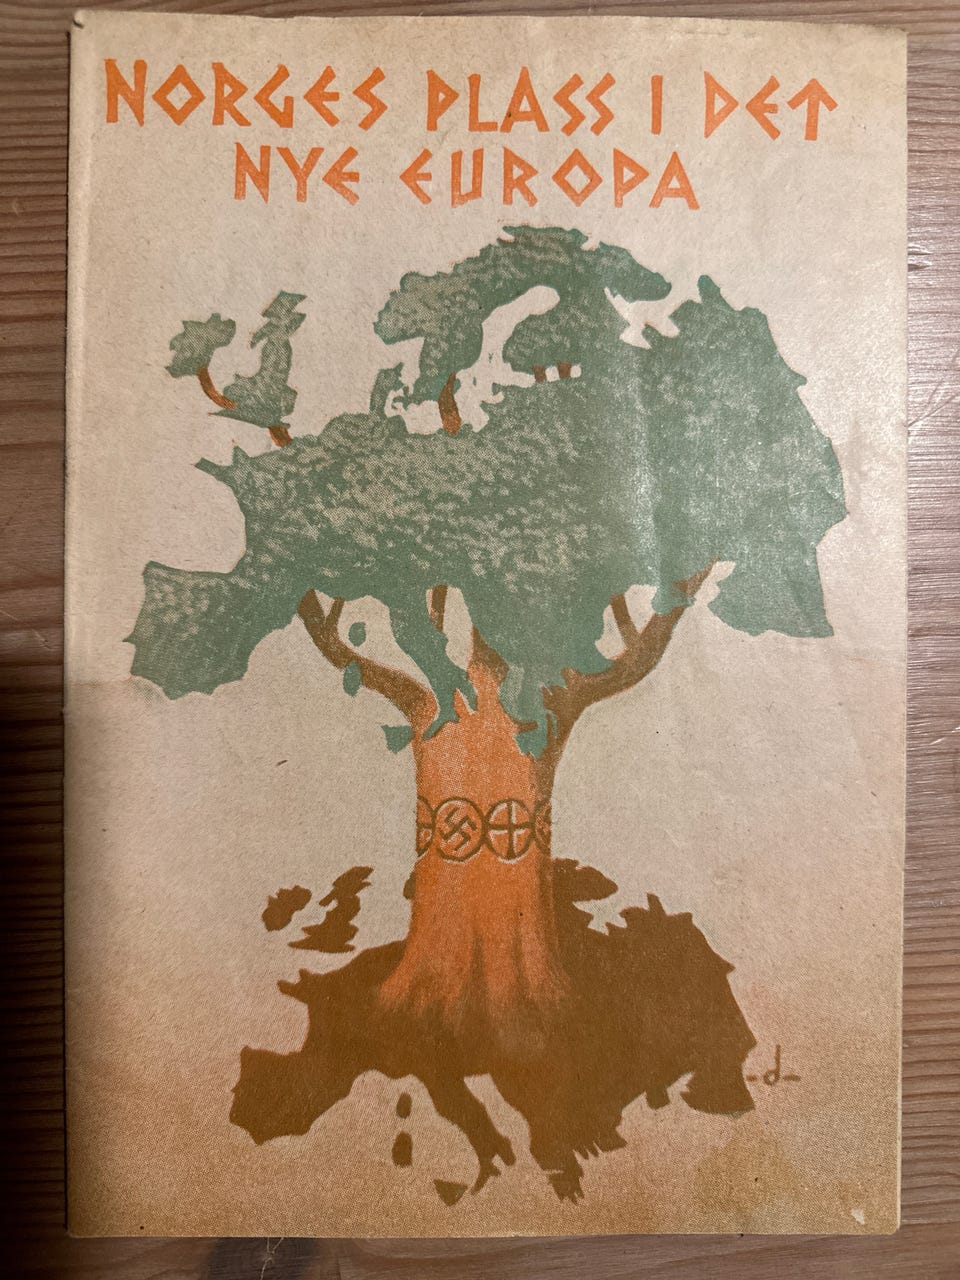 NORGES PLASS I DET
NYE EUROPA
-d-